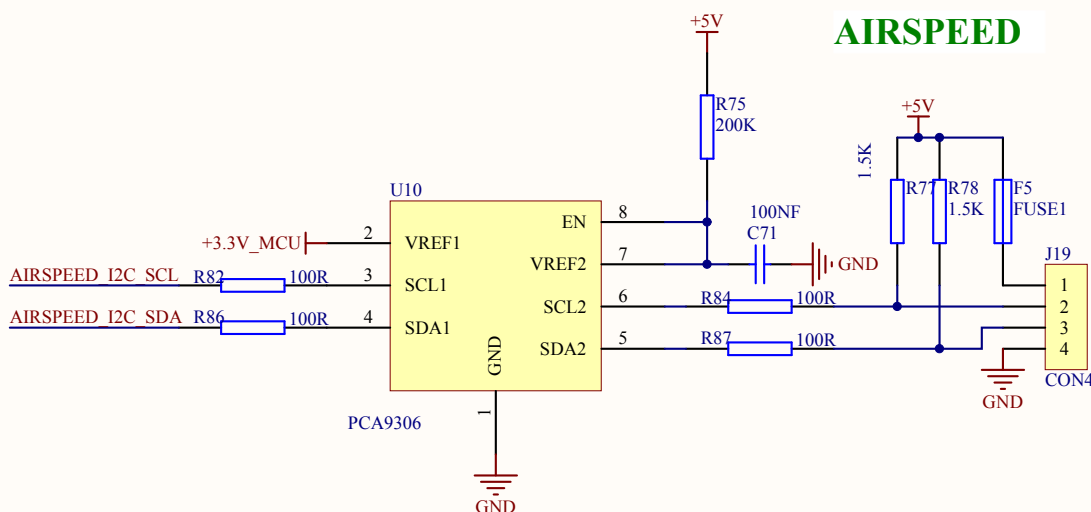 AIRSPEED
+5V
R75
200K
+5V
1.5K
R77
R78
1.5K
F5
FUSE1
U10
EN
8
100NF
C71
GND
+3.3V_MCU
2
VREF1
VREF2
7
J19
AIRSPEED_I2C_SCL
R82
100R
3
SCL1
SCL2
6
R84
100R
1
2
3
4
AIRSPEED_I2C_SDA
R86
100R
4
SDA1
SDA2
5
R87
100R
GND
1
CON4
GND
PCA9306
GND